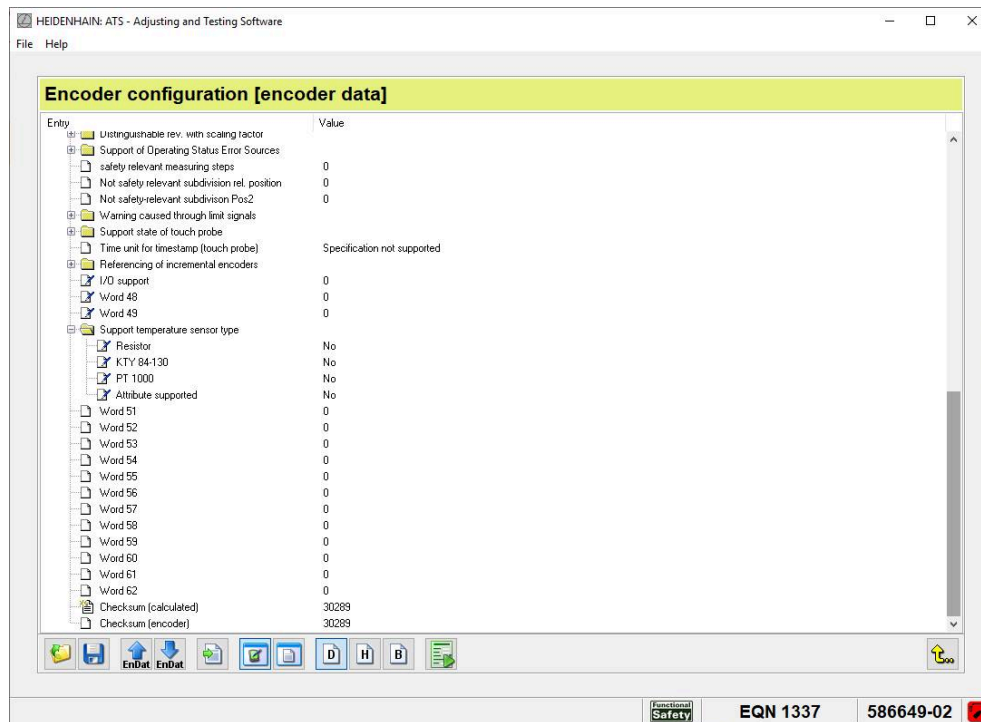 HEIDENHAIN: ATS - Adjusting and Testing Software
File Help
Encoder configuration [encoder data]
Entry Value
Distinguishable rev. with scaling factor
Support of Operating Status Error Sources
safety relevant measuring steps 0
Not safety relevant subdivision rel. position 0
Not safety-relevant subdivison Pos2 0
Warning caused through limit signals
Support state of touch probe
Time unit for timestamp (touch probe) Specification not supported
Referencing of incremental encoders
I/O support 0
Word 48 0
Word 49 0
Support temperature sensor type
Resistor No
KTY 84-130 No
PT 1000 No
Attribute supported No
Word 51 0
Word 52 0
Word 53 0
Word 54 0
Word 55 0
Word 56 0
Word 57 0
Word 58 0
Word 59 0
Word 60 0
Word 61 0
Word 62 0
Checksum (calculated) 30289
Checksum (encoder) 30289
EnDat EnDat D H B
Functional Safety EQN 1337 586649-02